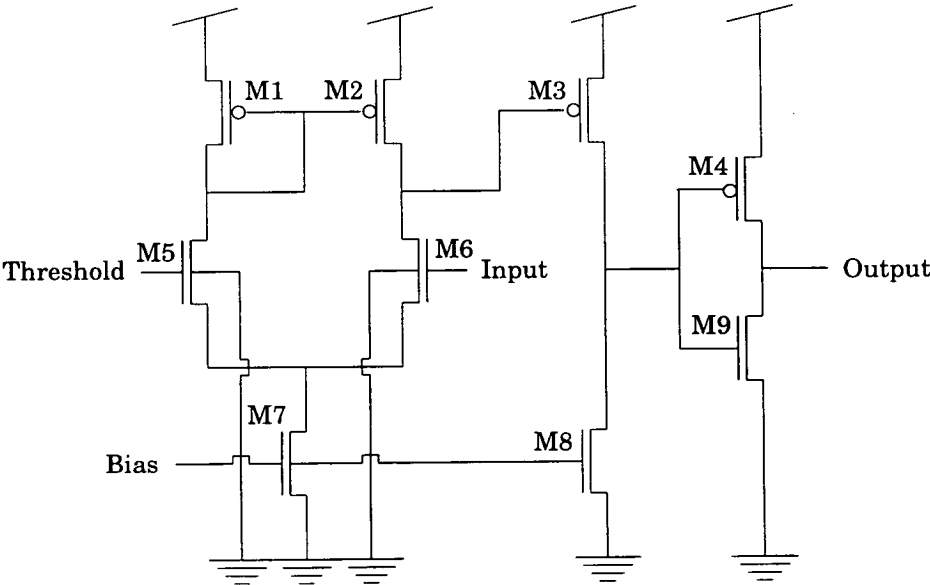 M1
M2
M3
M4
M5
M6
Threshold
Input
Output
M9
M7
M8
Bias